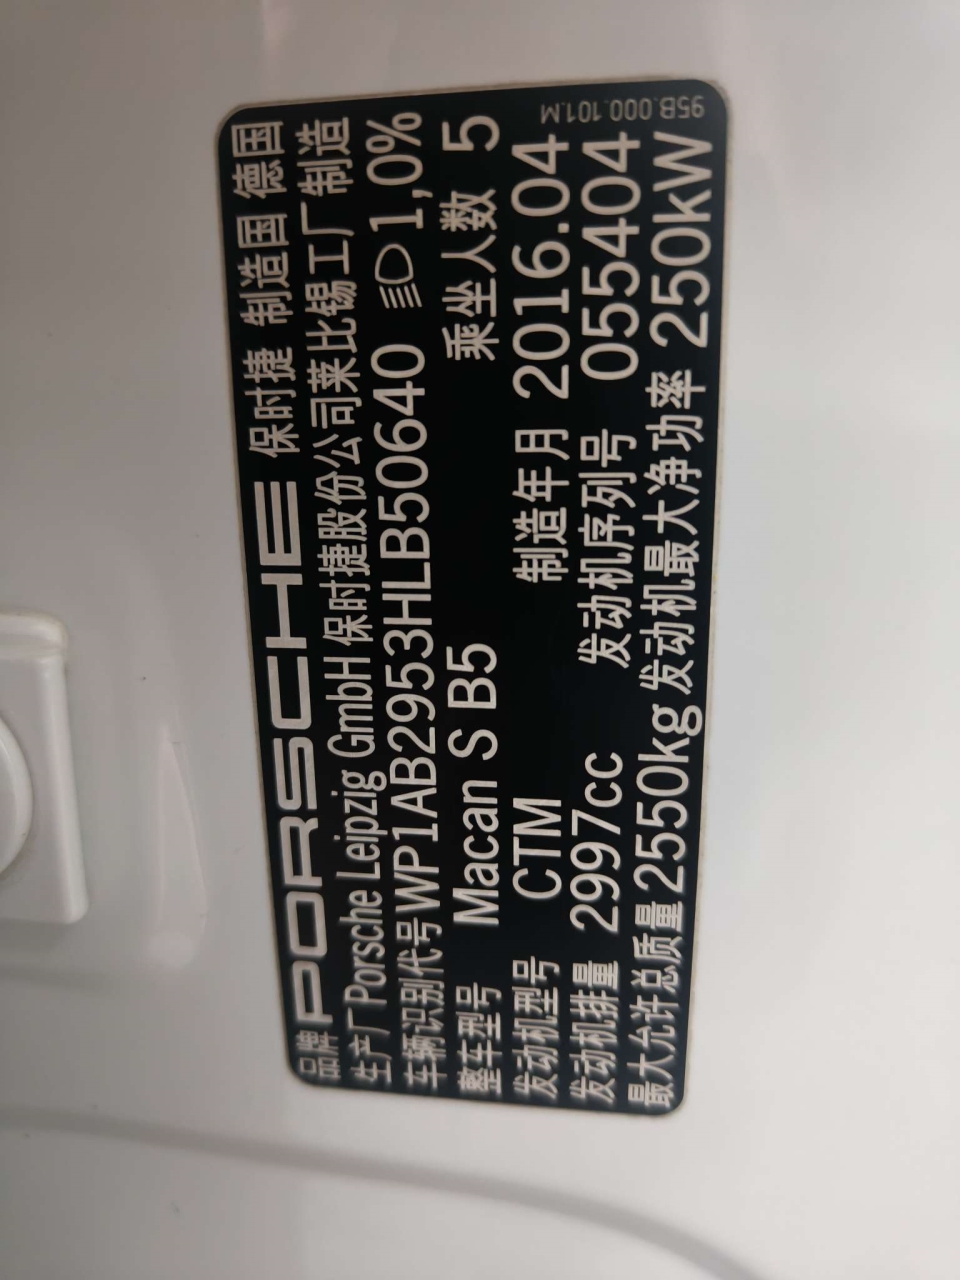 品牌 PORSCHE 保时捷 制造国 德国
生产厂 Porsche Leipzig GmbH 保时捷股份公司莱比锡工厂制造
车辆识别代号 WP1AB2953HLB50640 1,0%
整车型号 Macan S B5 乘坐人数 5
发动机型号 CTM 制造年月 2016.04
发动机排量 2997cc 发动机序列号 055404
最大允许总质量 2550kg 发动机最大净功率 250kW
95B.000.101.M